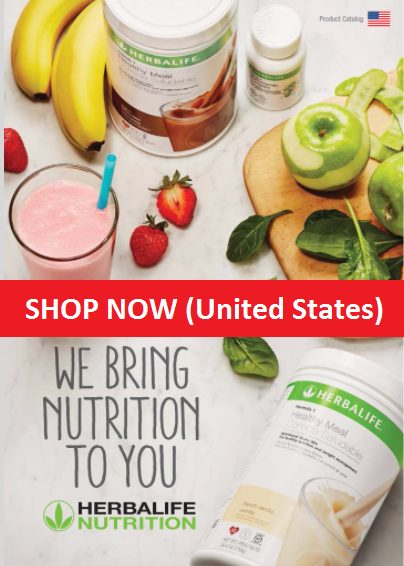 Product Catalog
HERBALIFE
Healthy Meal
HERBALIFE
SHOP NOW (United States)
WE BRING
NUTRITION
TO YOU
HERBALIFE
NUTRITION
HERBALIFE
Formula 1
Healthy Meal